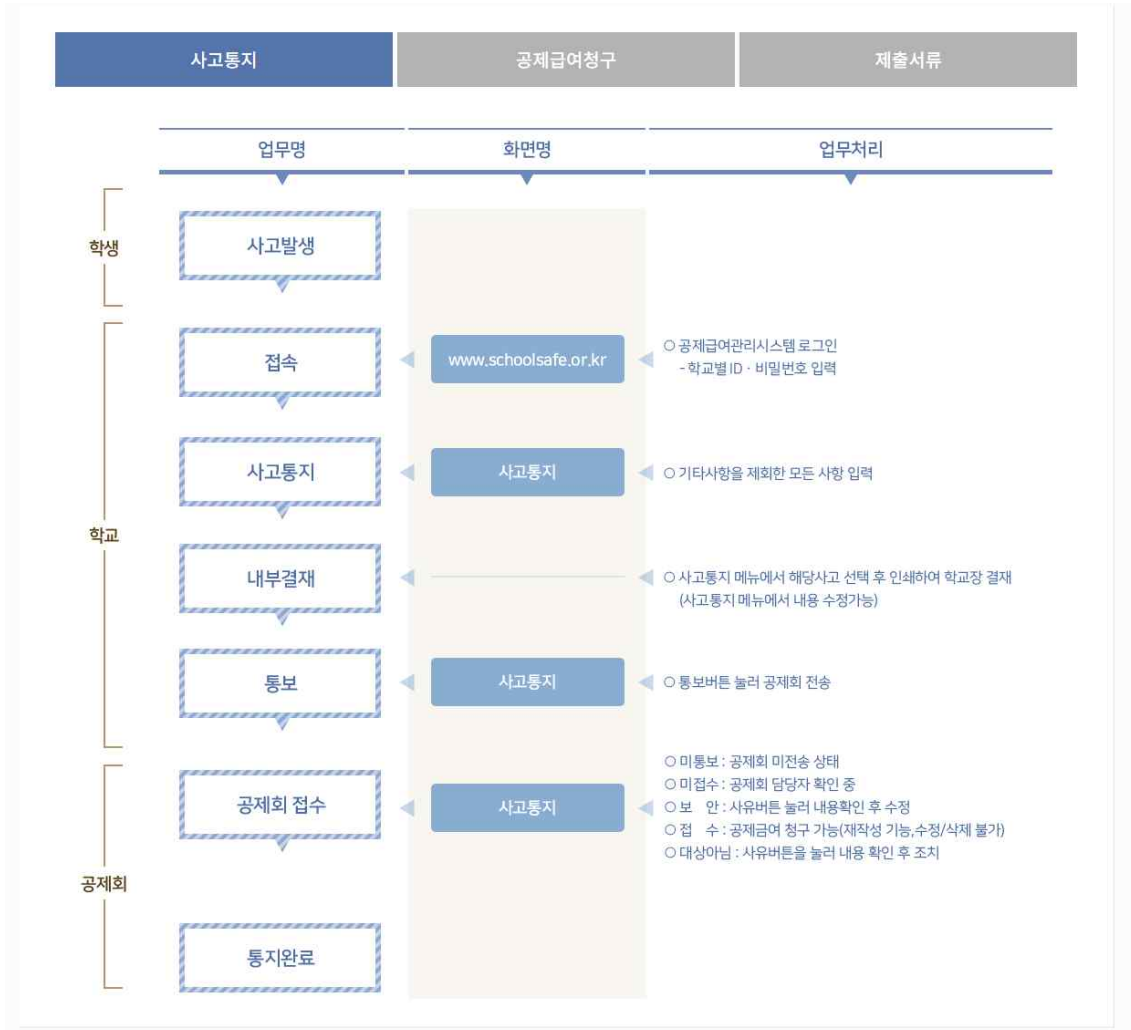 사고통지
공제급여청구
제출서류
업무명
화면명
업무처리
학생
사고발생
학교
접속
www.schoolsafe.or.kr
○ 공제급여관리시스템 로그인
- 학교별 ID · 비밀번호 입력
사고통지
사고통지
○ 기타사항을 제회한 모든 사항 입력
내부결재
○ 사고통지 메뉴에서 해당사고 선택 후 인쇄하여 학교장 결재
(사고통지 메뉴에서 내용 수정가능)
통보
사고통지
○ 통보버튼 눌러 공제회 전송
공제회
공제회 접수
사고통지
○ 미통보 : 공제회 미전송 상태
○ 미접수 : 공제회 담당자 확인 중
○ 보 안 : 사유버튼 눌러 내용확인 후 수정
○ 접 수 : 공제금여 청구 가능(재작성 기능,수정/삭제 불가)
○ 대상아님 : 사유버튼을 눌러 내용 확인 후 조치
통지완료